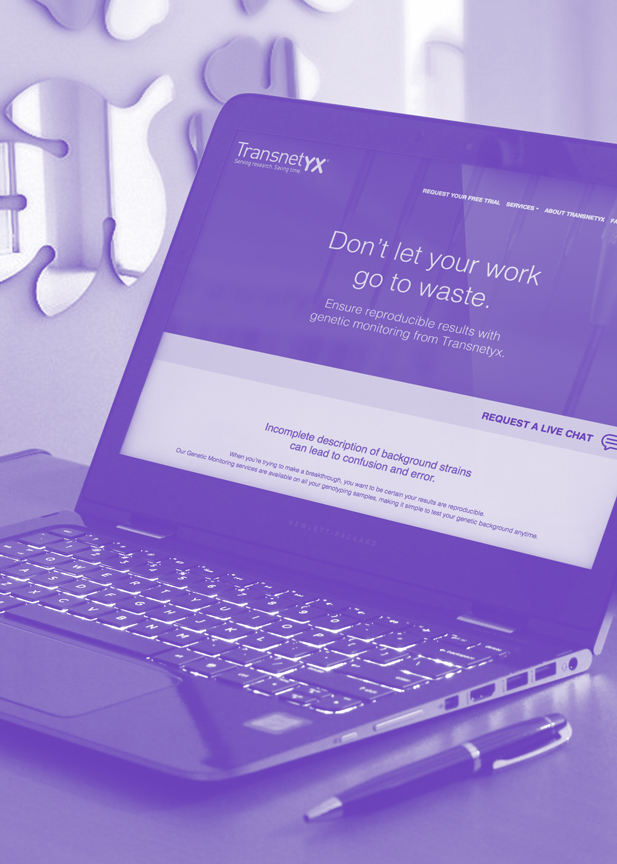 TransnetYX
Serving research. Saving time.
REQUEST YOUR FREE TRIAL SERVICES ABOUT TRANSNETYX
Don't let your work
go to waste.
Ensure reproducible results with
genetic monitoring from Transnetyx.
REQUEST A LIVE CHAT
Incomplete description of background strains
can lead to confusion and error.
When you're trying to make a breakthrough, you want to be certain your results are reproducible.
Our Genetic Monitoring services are available on all your genotyping samples, making it simple to test your genetic background anytime.
HEWLETT-PACKARD